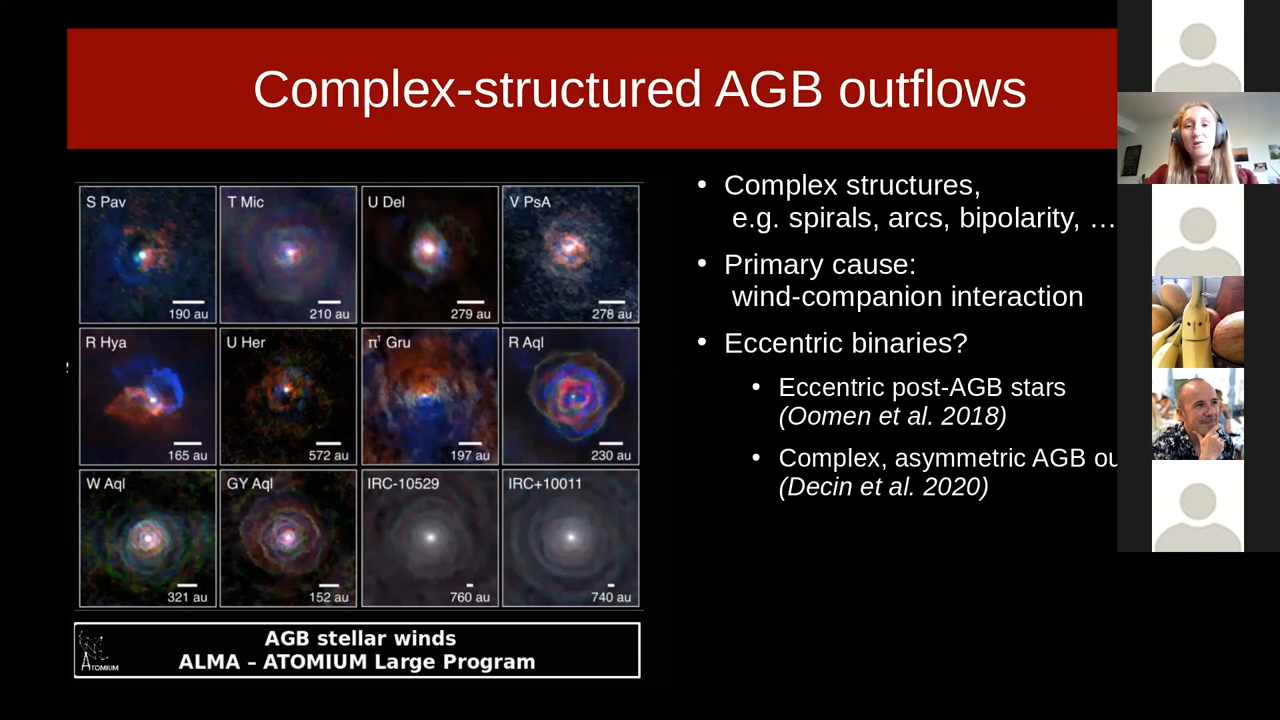 Complex-structured AGB outflows
S Pav
190 au
T Mic
210 au
U Del
279 au
V PsA
278 au
R Hya
165 au
U Her
572 au
π¹ Gru
197 au
R Aql
230 au
W Aql
321 au
GY Aql
152 au
IRC-10529
760 au
IRC+10011
740 au
ATOMIUM
AGB stellar winds
ALMA – ATOMIUM Large Program
• Complex structures,
e.g. spirals, arcs, bipolarity, …
• Primary cause:
wind-companion interaction
• Eccentric binaries?
• Eccentric post-AGB stars
(Oomen et al. 2018)
• Complex, asymmetric AGB ou
(Decin et al. 2020)